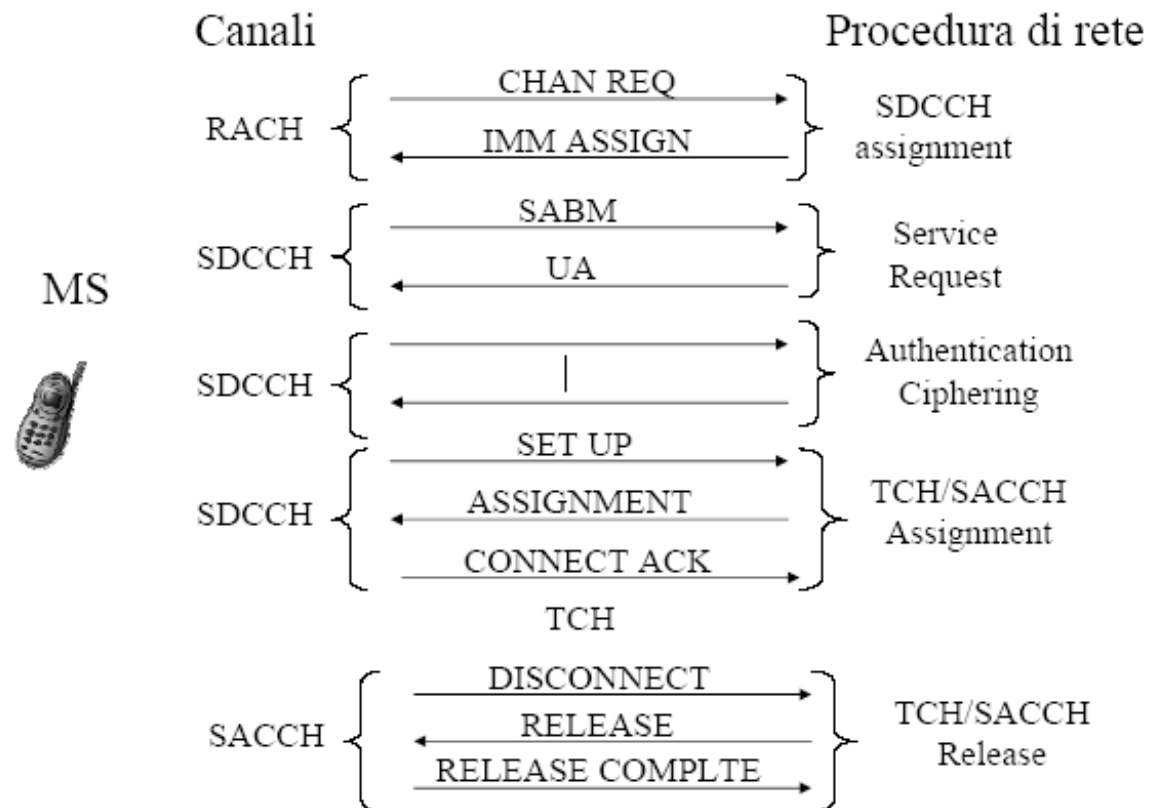 Canali
Procedura di rete
RACH
CHAN REQ
IMM ASSIGN
SDCCH
assignment
MS
SDCCH
SABM
UA
Service
Request
SDCCH
Authentication
Ciphering
SDCCH
SET UP
ASSIGNMENT
CONNECT ACK
TCH/SACCH
Assignment
TCH
SACCH
DISCONNECT
RELEASE
RELEASE COMPLTE
TCH/SACCH
Release